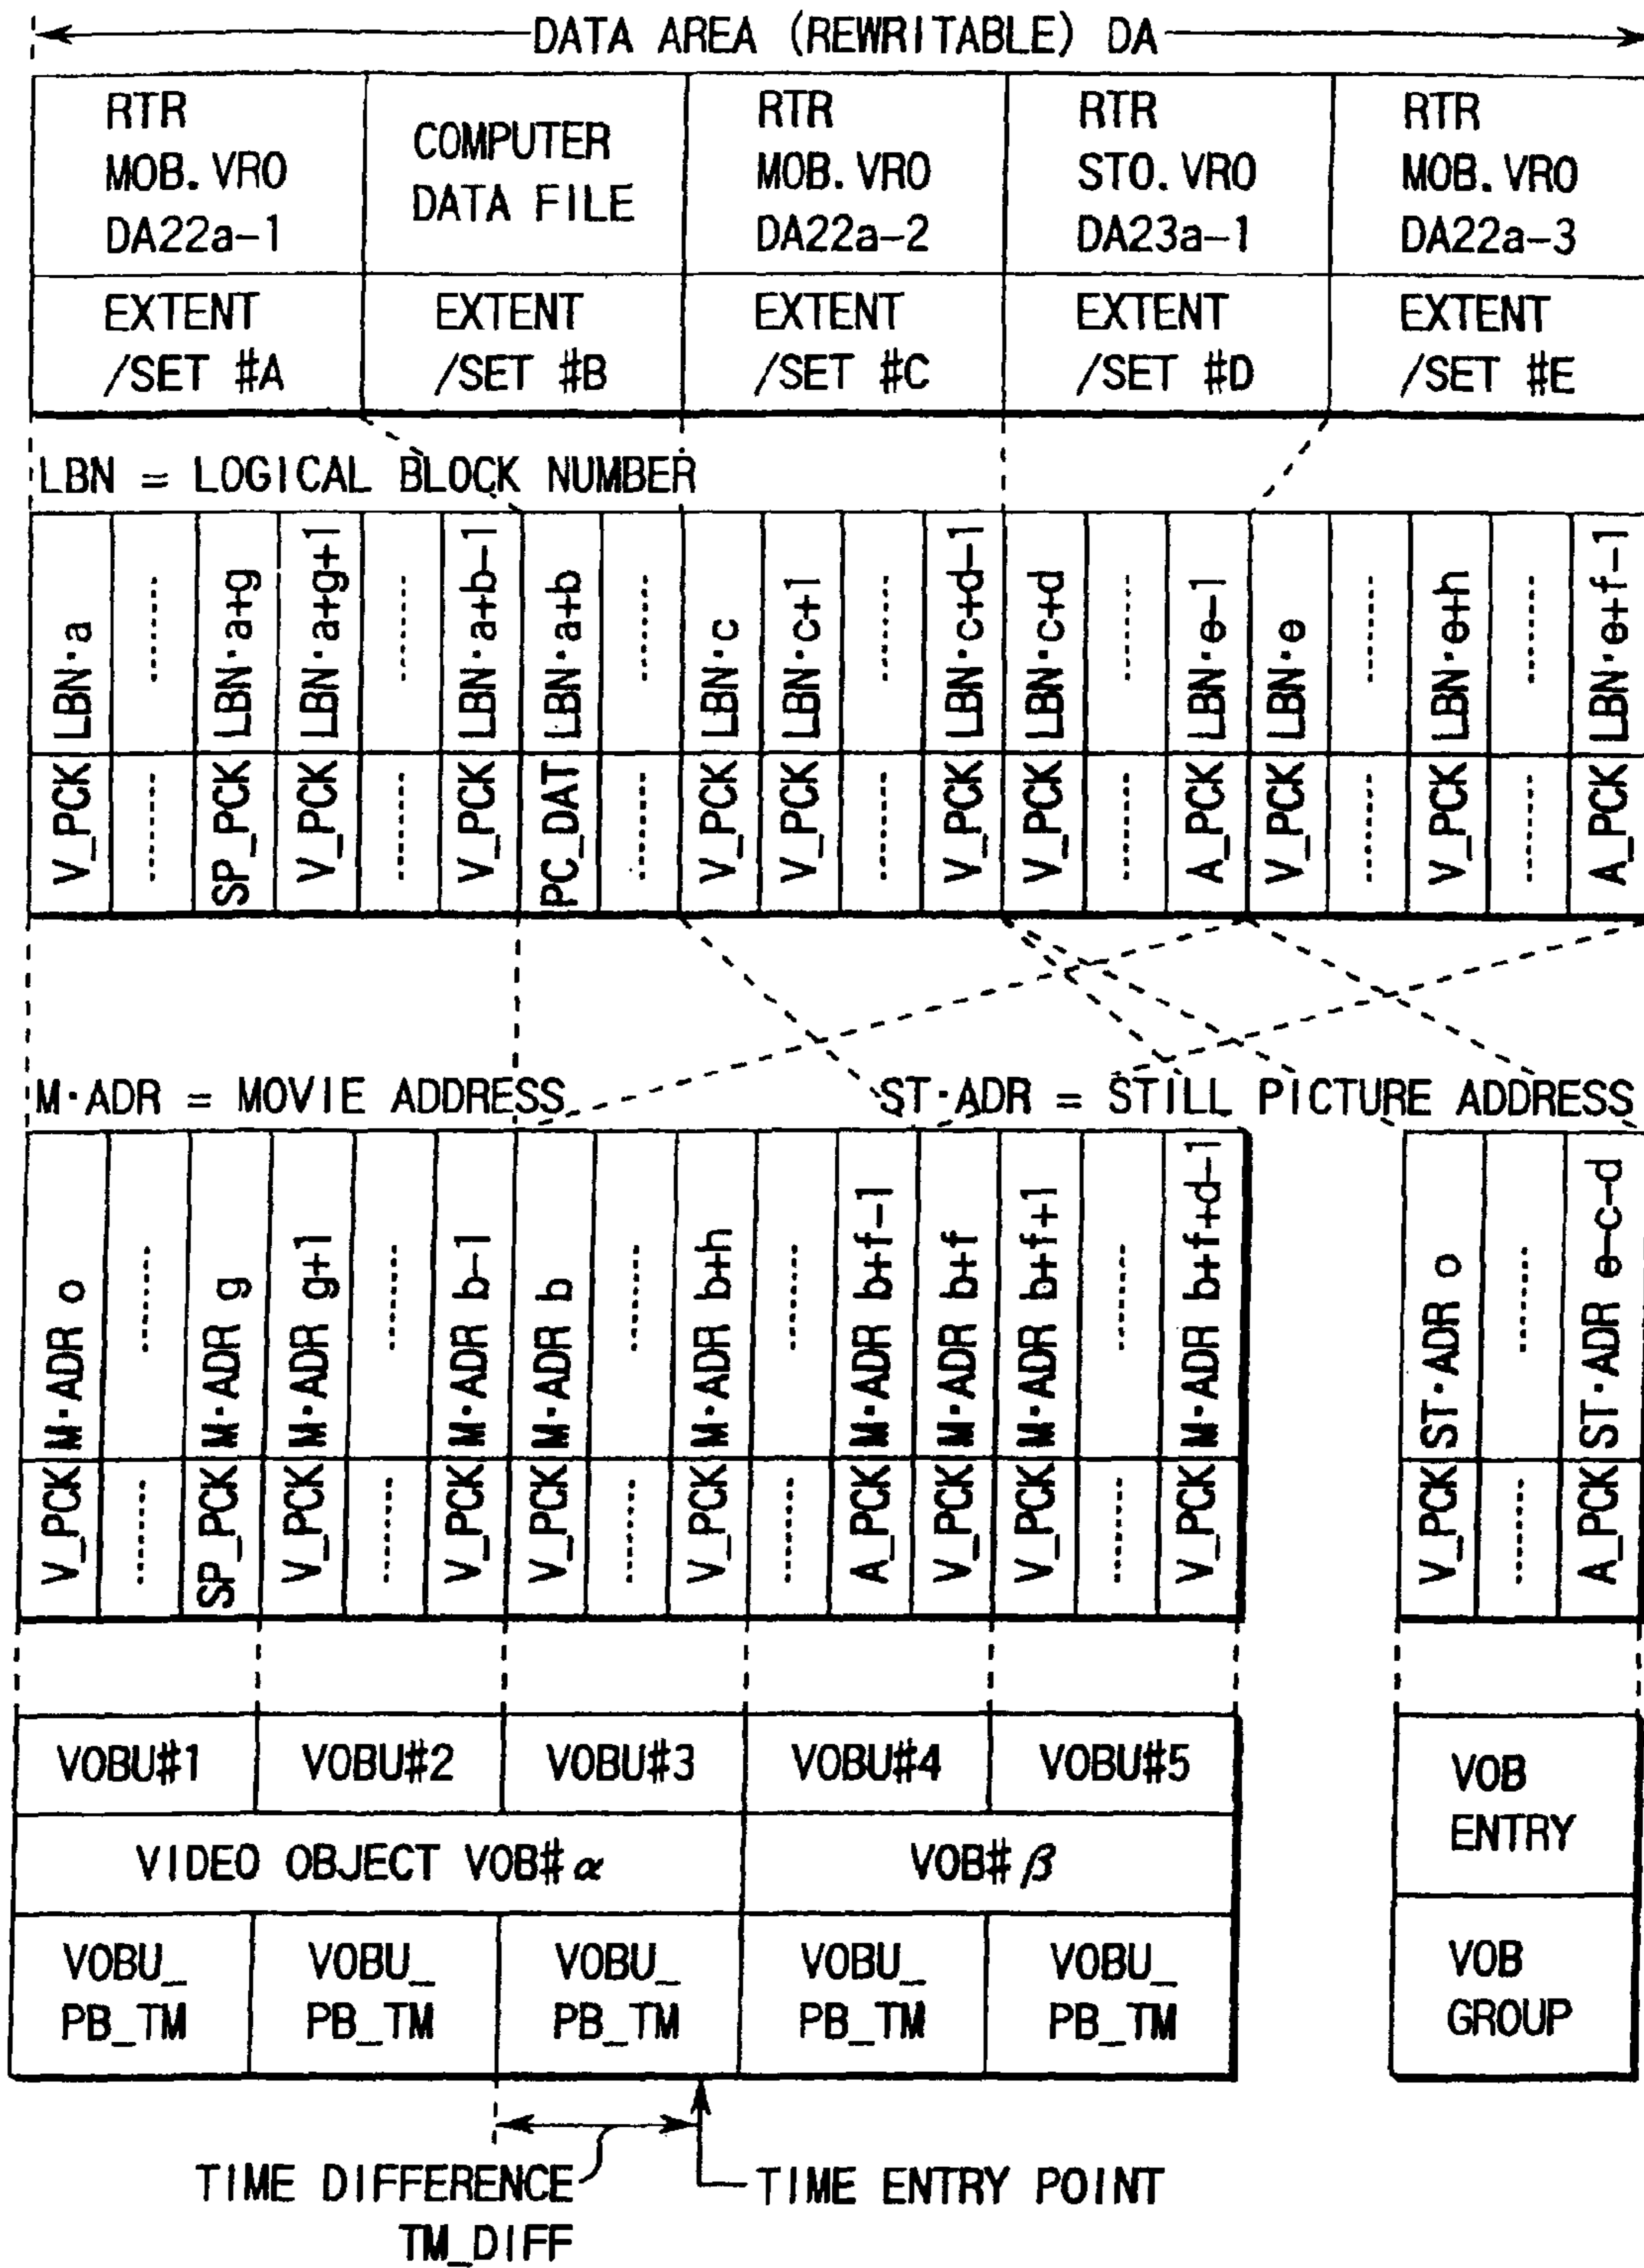 DATA AREA (REWRITABLE) DA
RTR
MOB.VRO
DA22a-1
COMPUTER
DATA FILE
RTR
MOB.VRO
DA22a-2
RTR
STO.VRO
DA23a-1
RTR
MOB.VRO
DA22a-3
EXTENT
/SET #A
EXTENT
/SET #B
EXTENT
/SET #C
EXTENT
/SET #D
EXTENT
/SET #E
LBN = LOGICAL BLOCK NUMBER
LBN·a
........
LBN·a+g
LBN·a+g+1
........
LBN·a+b-1
LBN·a+b
........
LBN·c
LBN·c+1
........
LBN·c+d-1
LBN·c+d
........
LBN·e-1
LBN·e
........
LBN·e+h
........
LBN·e+f-1
V_PCK
........
SP_PCK
V_PCK
........
V_PCK
PC_DAT
........
V_PCK
V_PCK
........
V_PCK
V_PCK
........
A_PCK
V_PCK
........
V_PCK
........
A_PCK
M·ADR = MOVIE ADDRESS
ST·ADR = STILL PICTURE ADDRESS
M·ADR o
........
M·ADR g
M·ADR g+1
........
M·ADR b-1
M·ADR b
........
M·ADR b+h
........
M·ADR b+f-1
M·ADR b+f
M·ADR b+f+1
........
M·ADR b+f+d-1
ST·ADR o
........
ST·ADR e-c-d
V_PCK
........
SP_PCK
V_PCK
........
V_PCK
V_PCK
........
V_PCK
........
A_PCK
V_PCK
V_PCK
........
V_PCK
V_PCK
........
A_PCK
VOBU#1
VOBU#2
VOBU#3
VOBU#4
VOBU#5
VOB
ENTRY
VIDEO OBJECT VOB#α
VOB#β
VOBU_
PB_TM
VOBU_
PB_TM
VOBU_
PB_TM
VOBU_
PB_TM
VOBU_
PB_TM
VOB
GROUP
TIME DIFFERENCE
TM_DIFF
TIME ENTRY POINT